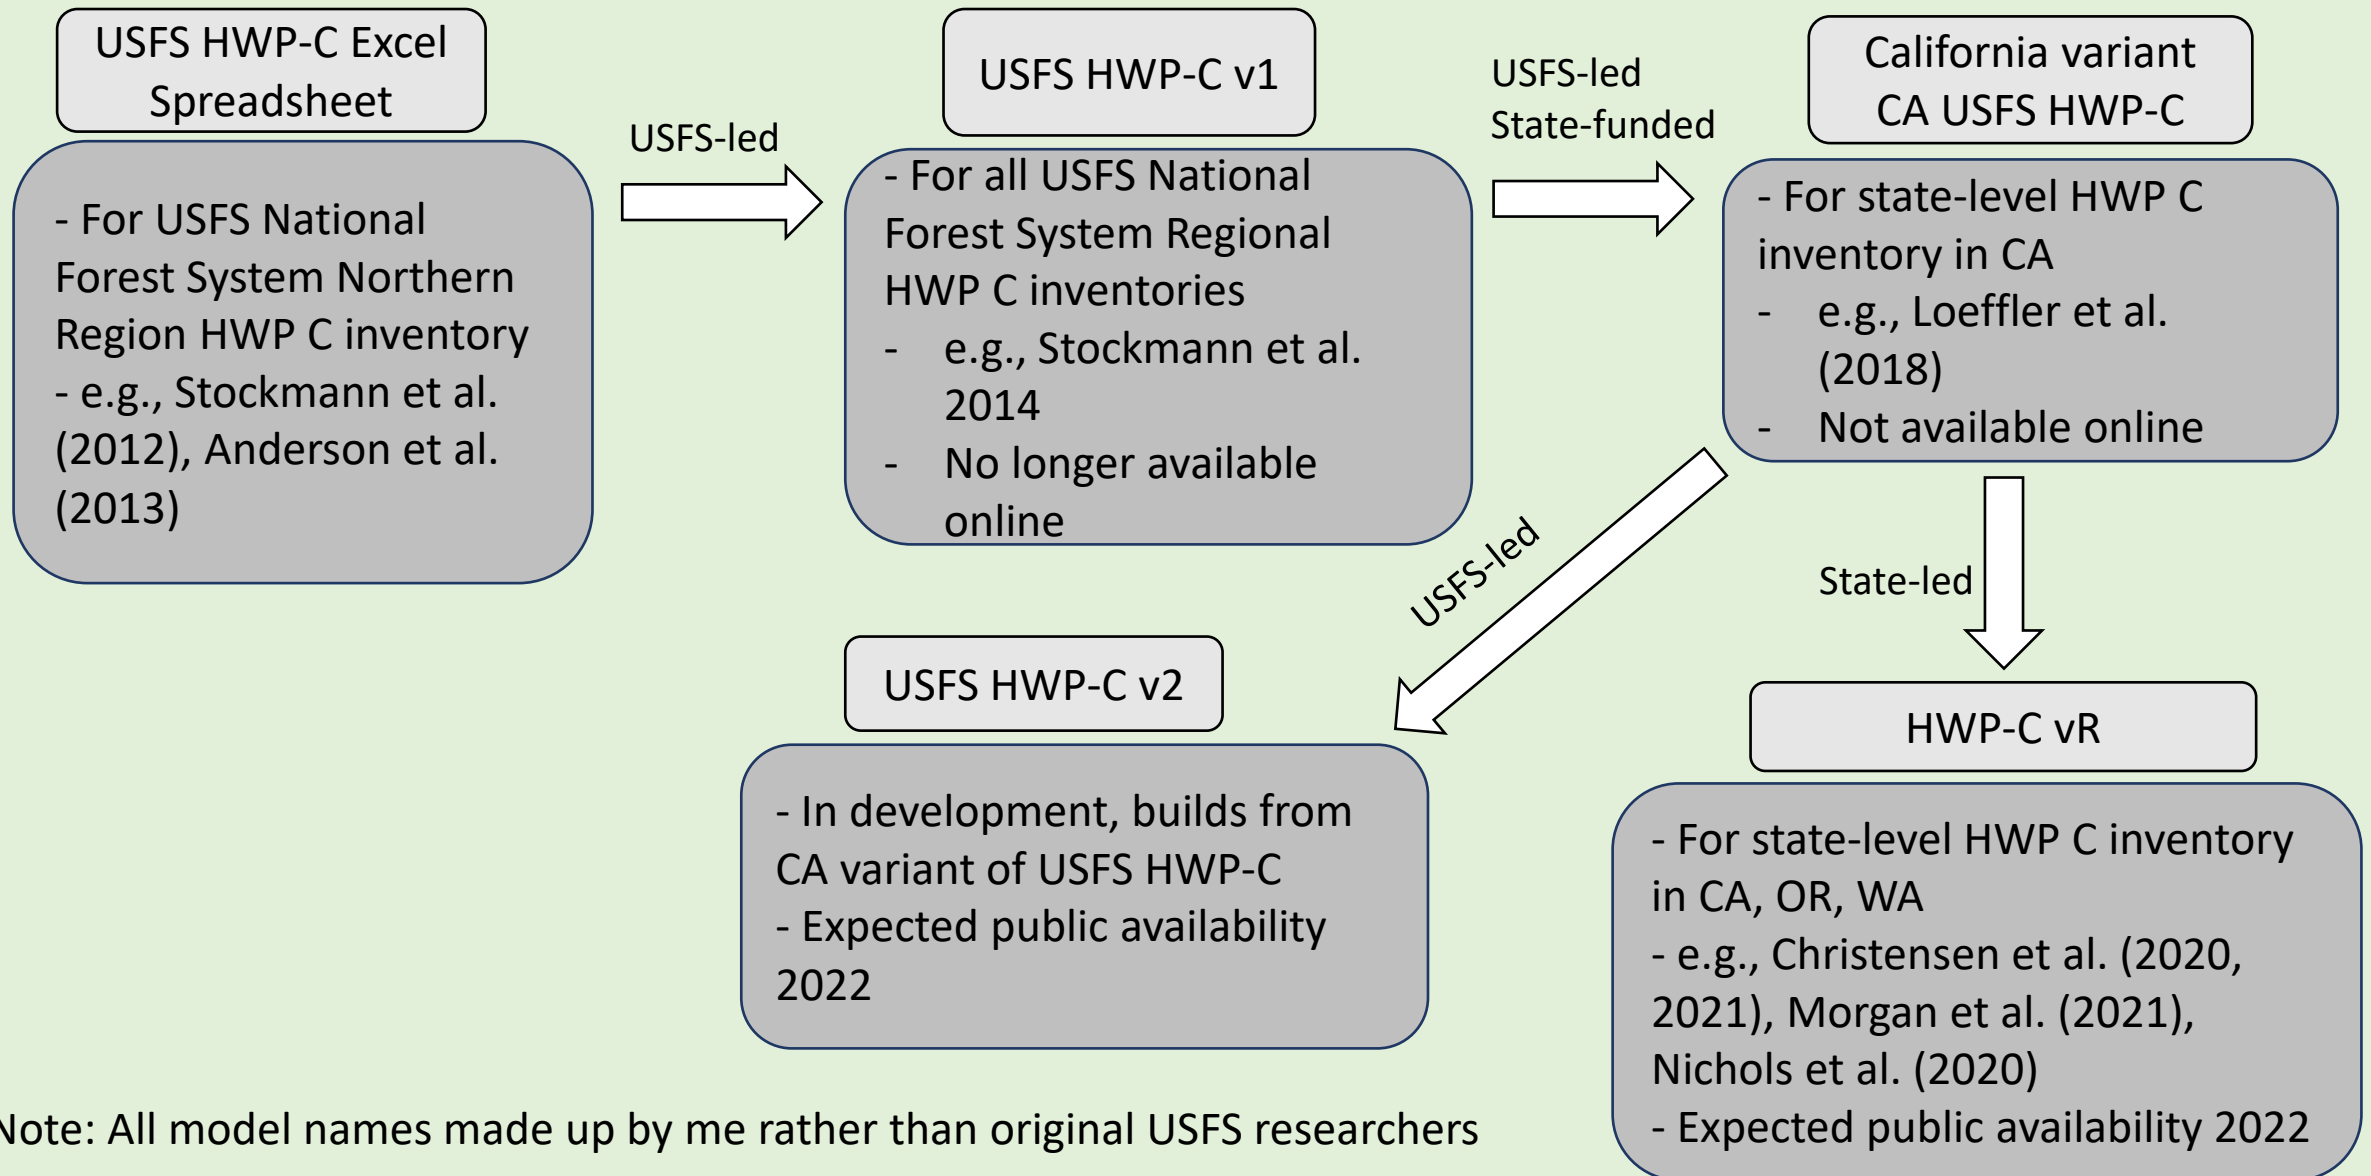 USFS HWP-C Excel
Spreadsheet
- For USFS National
Forest System Northern
Region HWP C inventory
- e.g., Stockmann et al.
(2012), Anderson et al.
(2013)
USFS-led
USFS HWP-C v1
- For all USFS National
Forest System Regional
HWP C inventories
- e.g., Stockmann et al.
2014
- No longer available
online
USFS-led
State-funded
California variant
CA USFS HWP-C
- For state-level HWP C
inventory in CA
- e.g., Loeffler et al.
(2018)
- Not available online
USFS-led
State-led
USFS HWP-C v2
- In development, builds from
CA variant of USFS HWP-C
- Expected public availability
2022
HWP-C vR
- For state-level HWP C inventory
in CA, OR, WA
- e.g., Christensen et al. (2020,
2021), Morgan et al. (2021),
Nichols et al. (2020)
- Expected public availability 2022
Note: All model names made up by me rather than original USFS researchers